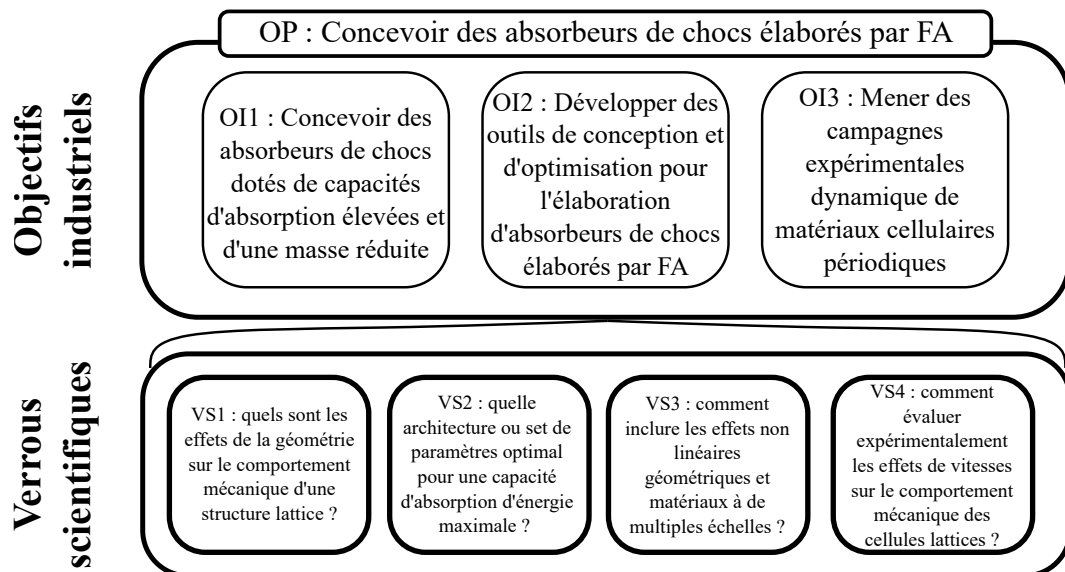 OP : Concevoir des absorbeurs de chocs élaborés par FA
Objectifs
industriels
OI1 : Concevoir des
absorbeurs de chocs
dotés de capacités
d'absorption élevées et
d'une masse réduite
OI2 : Développer des
outils de conception et
d'optimisation pour
l'élaboration
d'absorbeurs de chocs
élaborés par FA
OI3 : Mener des
campagnes
expérimentales
dynamique de
matériaux cellulaires
périodiques
Verrous
scientifiques
VS1 : quels sont les
effets de la géométrie
sur le comportement
mécanique d'une
structure lattice ?
VS2 : quelle
architecture ou set de
paramètres optimal
pour une capacité
d'absorption d'énergie
maximale ?
VS3 : comment
inclure les effets non
linéaires
géométriques et
matériaux à de
multiples échelles ?
VS4 : comment
évaluer
expérimentalement
les effets de vitesses
sur le comportement
mécanique des
cellules lattices ?